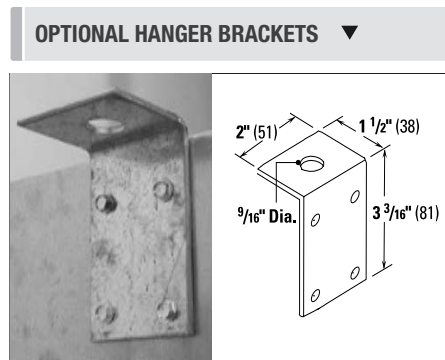 OPTIONAL HANGER BRACKETS ▼
2" (51)
1 1/2" (38)
9/16" Dia.
3 3/16" (81)